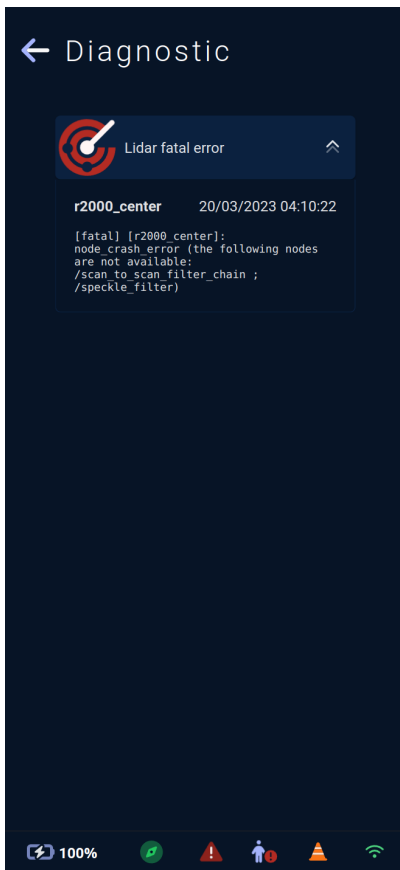 Diagnostic
Lidar fatal error
r2000_center 20/03/2023 04:10:22
[fatal] [r2000_center]:
node_crash_error (the following nodes
are not available:
/scan_to_scan_filter_chain ;
/speckle_filter)
100%